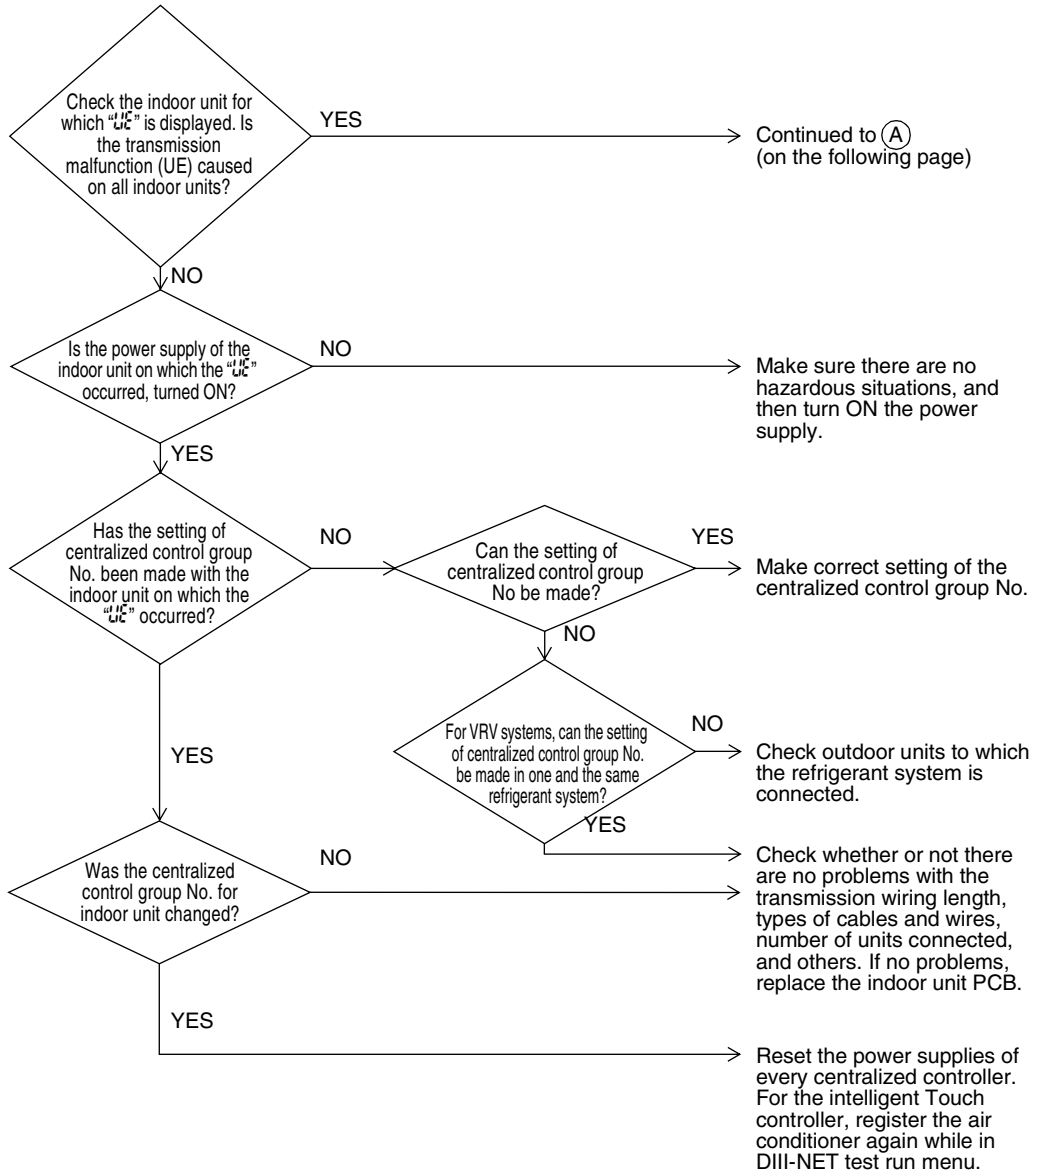 Check the indoor unit for
which “UE” is displayed. Is
the transmission
malfunction (UE) caused
on all indoor units?
YES
Continued to A
(on the following page)
NO
Is the power supply of the
indoor unit on which the “UE”
occurred, turned ON?
NO
Make sure there are no
hazardous situations, and
then turn ON the power
supply.
YES
Has the setting of
centralized control group
No. been made with the
indoor unit on which the
“UE” occurred?
NO
Can the setting of
centralized control group
No be made?
YES
Make correct setting of the
centralized control group No.
NO
For VRV systems, can the setting
of centralized control group No.
be made in one and the same
refrigerant system?
NO
Check outdoor units to which
the refrigerant system is
connected.
YES
YES
Was the centralized
control group No. for
indoor unit changed?
NO
Check whether or not there
are no problems with the
transmission wiring length,
types of cables and wires,
number of units connected,
and others. If no problems,
replace the indoor unit PCB.
YES
Reset the power supplies of
every centralized controller.
For the intelligent Touch
controller, register the air
conditioner again while in
DIII-NET test run menu.